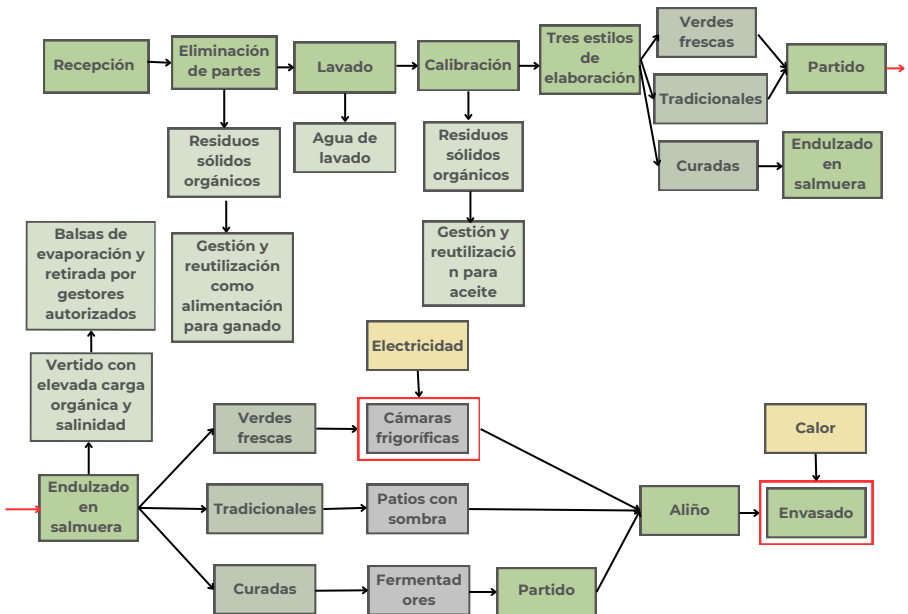 Recepción
Eliminación
de partes
Lavado
Calibración
Tres estilos
de
elaboración
Verdes
frescas
Tradicionales
Curadas
Partido
Endulzado
en
salmuera
Residuos
sólidos
orgánicos
Agua de
lavado
Residuos
sólidos
orgánicos
Gestión y
reutilización
como
alimentación
para ganado
Gestión y
reutilizació
n para
aceite
Balsas de
evaporación y
retirada por
gestores
autorizados
Vertido con
elevada carga
orgánica y
salinidad
Endulzado
en
salmuera
Verdes
frescas
Tradicionales
Curadas
Electricidad
Cámaras
frigoríficas
Patios con
sombra
Fermentad
ores
Partido
Aliño
Calor
Envasado